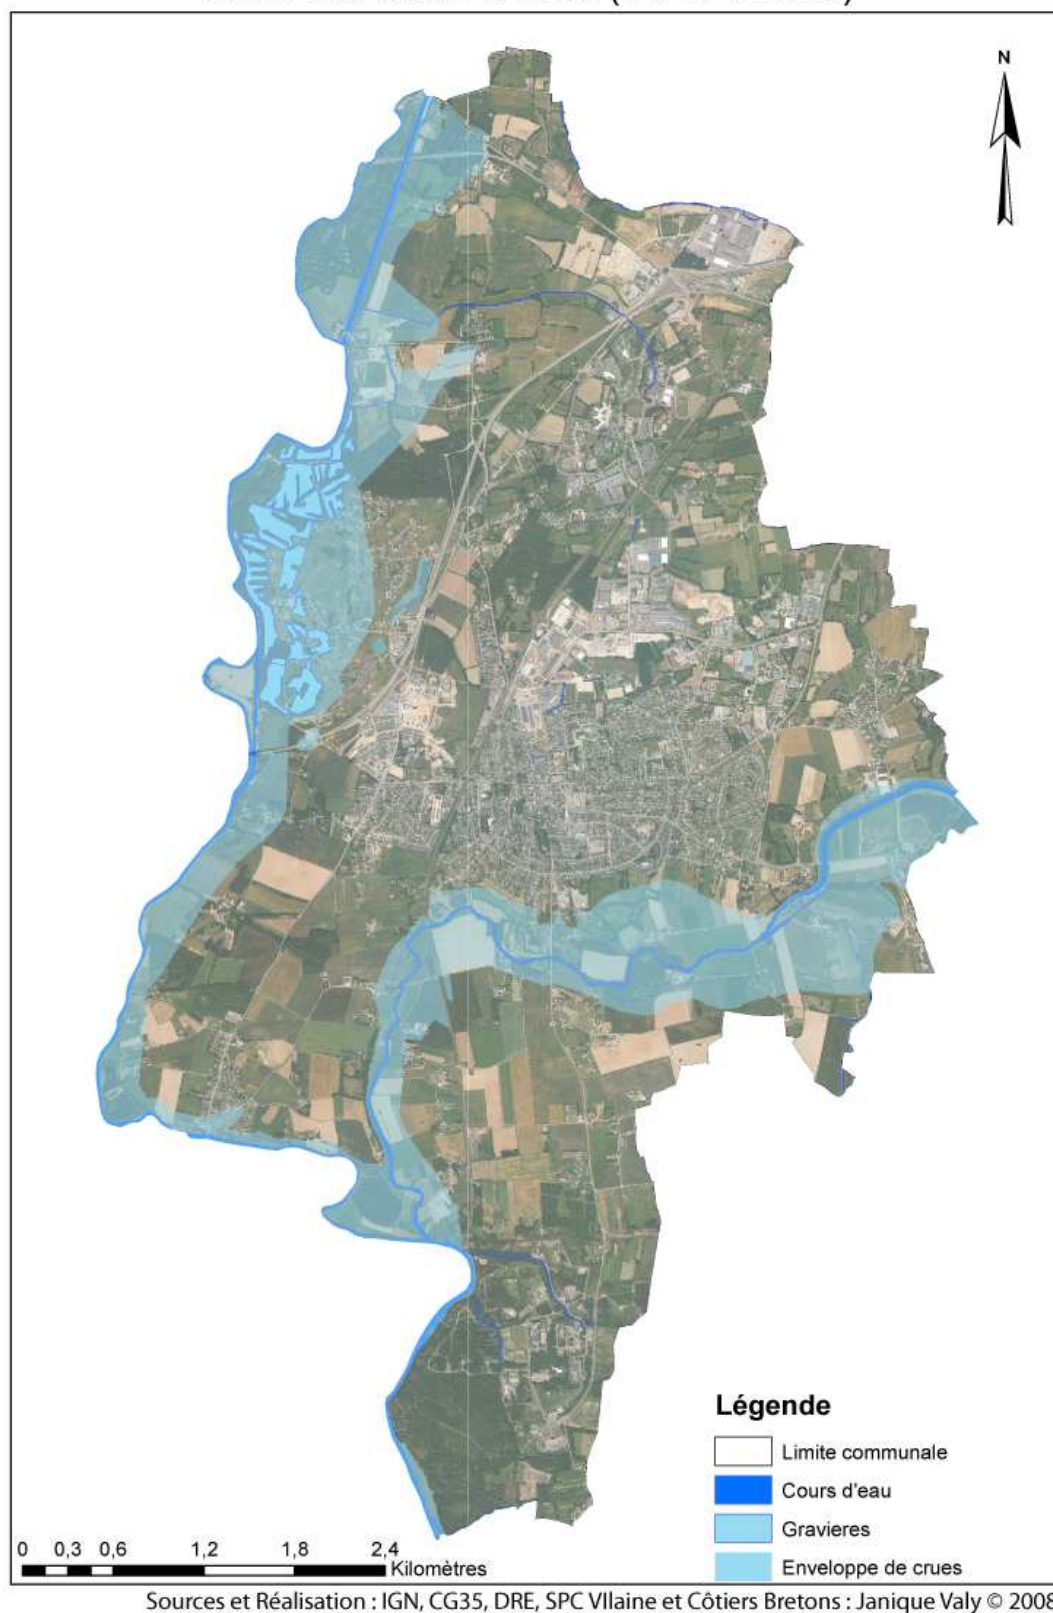 N
Légende
Limite communale
Cours d'eau
Gravieres
Enveloppe de crues
0 0,3 0,6 1,2 1,8 2,4
Kilomètres
Sources et Réalisation : IGN, CG35, DRE, SPC VIlaine et Côtiers Bretons : Janique Valy © 2008